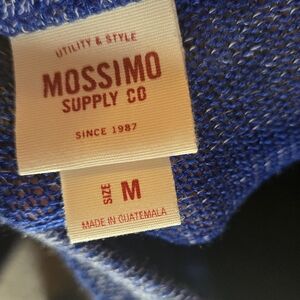 UTILITY & STYLE
MOSSIMO
SUPPLY CO
SINCE 1987
SIZE M
MADE IN GUATEMALA